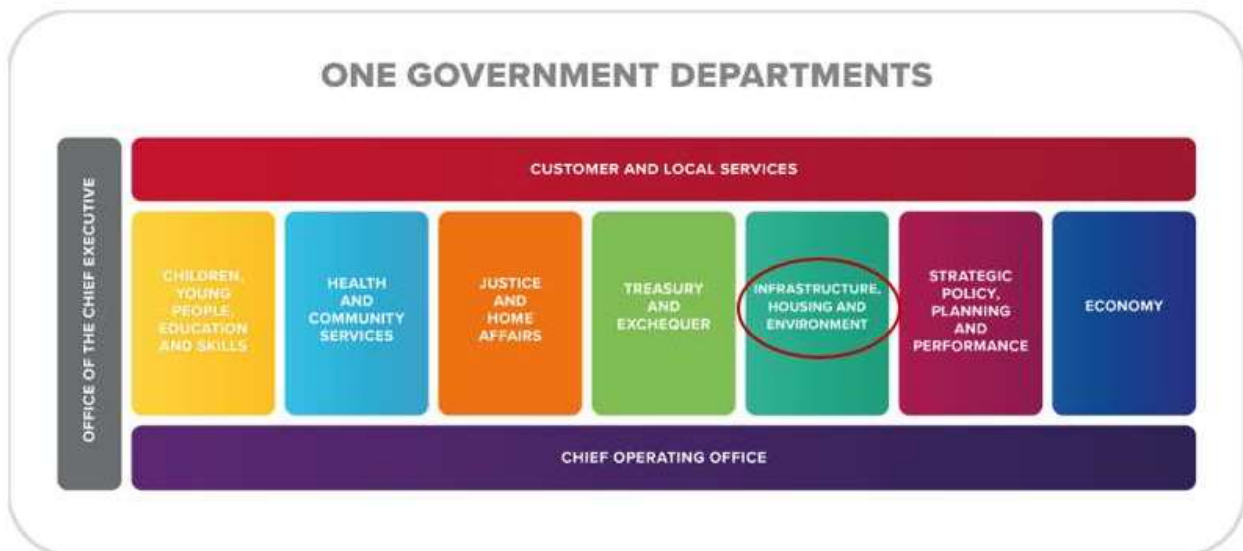 ONE GOVERNMENT DEPARTMENTS
OFFICE OF THE CHIEF EXECUTIVE
CUSTOMER AND LOCAL SERVICES
CHILDREN,
YOUNG
PEOPLE,
EDUCATION
AND SKILLS
HEALTH
AND
COMMUNITY
SERVICES
JUSTICE
AND
HOME
AFFAIRS
TREASURY
AND
EXCHEQUER
INFRASTRUCTURE,
HOUSING AND
ENVIRONMENT
STRATEGIC
POLICY,
PLANNING
AND
PERFORMANCE
ECONOMY
CHIEF OPERATING OFFICE